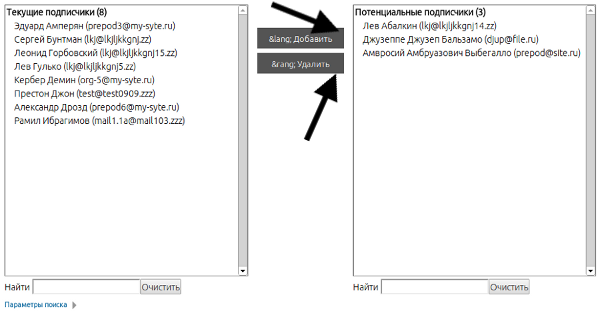 Текущие подписчики (8)
Эдуард Амперян (prepod3@my-syte.ru)
Сергей Бунтман (lkj@lkjljkkgnj.zz)
Леонид Горбовский (lkj@lkjljkkgnj15.zz)
Лев Гулько (lkj@lkjljkkgnj5.zz)
Кербер Демин (org-5@my-syte.ru)
Престон Джон (test@test0909.zzz)
Александр Дрозд (prepod6@my-syte.ru)
Рамил Ибрагимов (mail1.1a@mail103.zzz)
&lang; Добавить
&rang; Удалить
Потенциальные подписчики (3)
Лев Абалкин (lkj@lkjljkkgnj14.zz)
Джузеппе Джузеп Бальзамо (djup@file.ru)
Амвросий Амбруазович Выбегалло (prepod@site.ru)
Найти Очистить
Параметры поиска
Найти Очистить